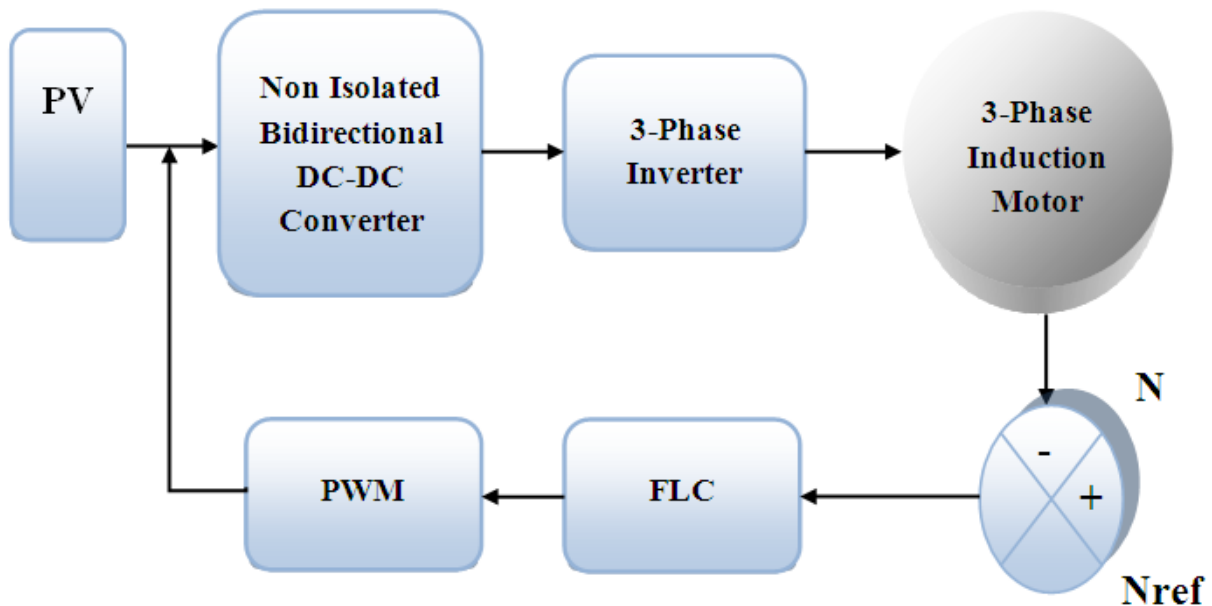 PV
Non Isolated
Bidirectional
DC-DC
Converter
3-Phase
Inverter
3-Phase
Induction
Motor
N
-
+
Nref
FLC
PWM